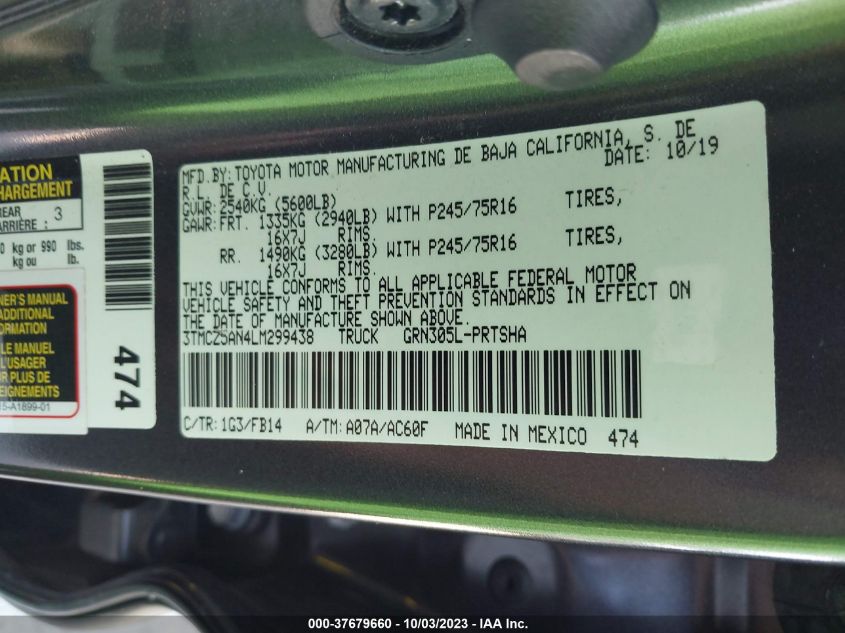 MFD.BY:TOYOTA MOTOR MANUFACTURING DE BAJA CALIFORNIA, S. DE
R.L. DE C.V. DATE: 10/19
GVWR: 2540KG (5600LB)
GAWR: FRT. 1335KG (2940LB) WITH P245/75R16 TIRES,
16X7J RIMS.
RR. 1490KG (3280LB) WITH P245/75R16 TIRES,
16X7J RIMS.
THIS VEHICLE CONFORMS TO ALL APPLICABLE FEDERAL MOTOR
VEHICLE SAFETY AND THEFT PREVENTION STANDARDS IN EFFECT ON
THE DATE OF MANUFACTURE SHOWN ABOVE.
3TMCZ5AN4LM299438 TRUCK GRN305L-PRTSHA
C/TR: 1G3/FB14 A/TM: A07A/AC60F MADE IN MEXICO 474
REAR 3
kg or 990 lbs.
kg ou lb.
NER'S MANUAL
ADDITIONAL
FORMATION
LE MANUEL
L'USAGER
R PLUS DE
EIGNEMENTS
5-A1899-01
474
000-37679660 - 10/03/2023 - IAA Inc.